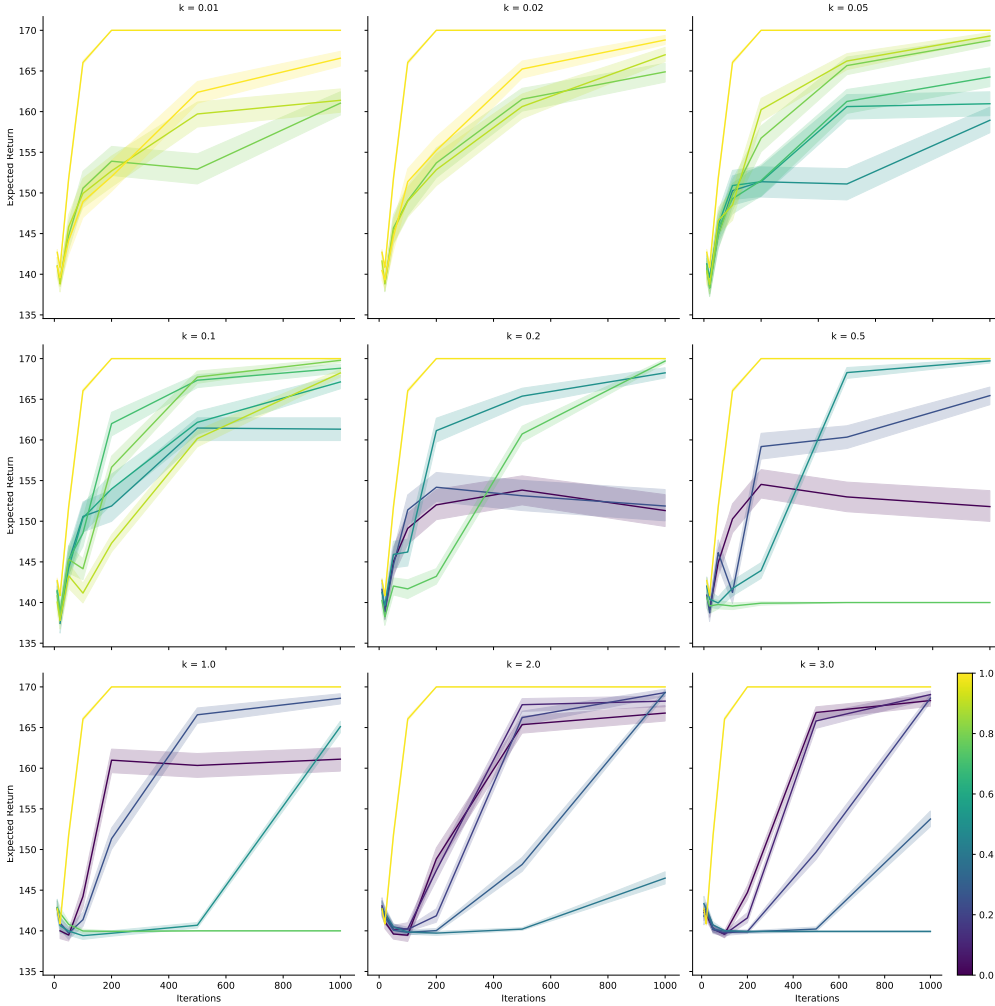 k = 0.01
k = 0.02
k = 0.05
170
165
160
155
150
145
140
135
Expected Return
k = 0.1
k = 0.2
k = 0.5
170
165
160
155
150
145
140
135
Expected Return
k = 1.0
k = 2.0
k = 3.0
170
165
160
155
150
145
140
135
Expected Return
0 200 400 600 800 1000
Iterations
0 200 400 600 800 1000
Iterations
0 200 400 600 800 1000
Iterations
1.0
0.8
0.6
0.4
0.2
0.0